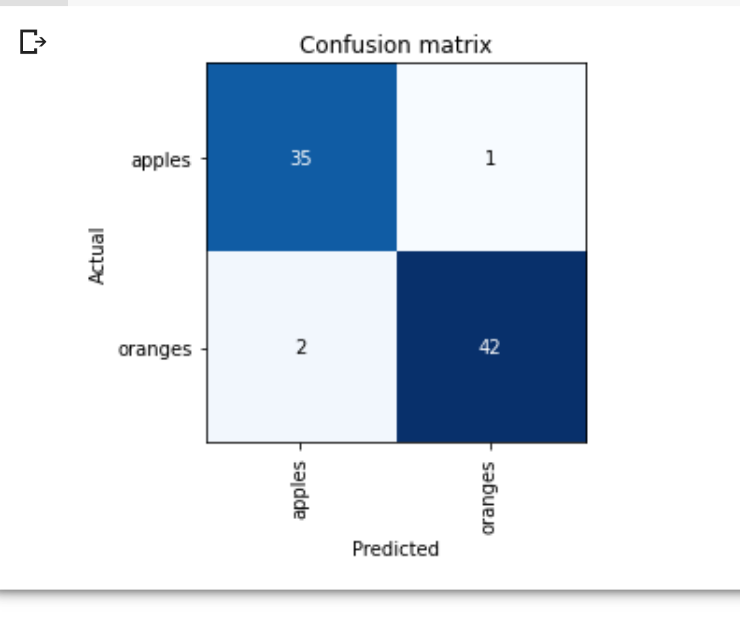 Confusion matrix
apples 35 1
Actual
oranges 2 42
apples oranges
Predicted